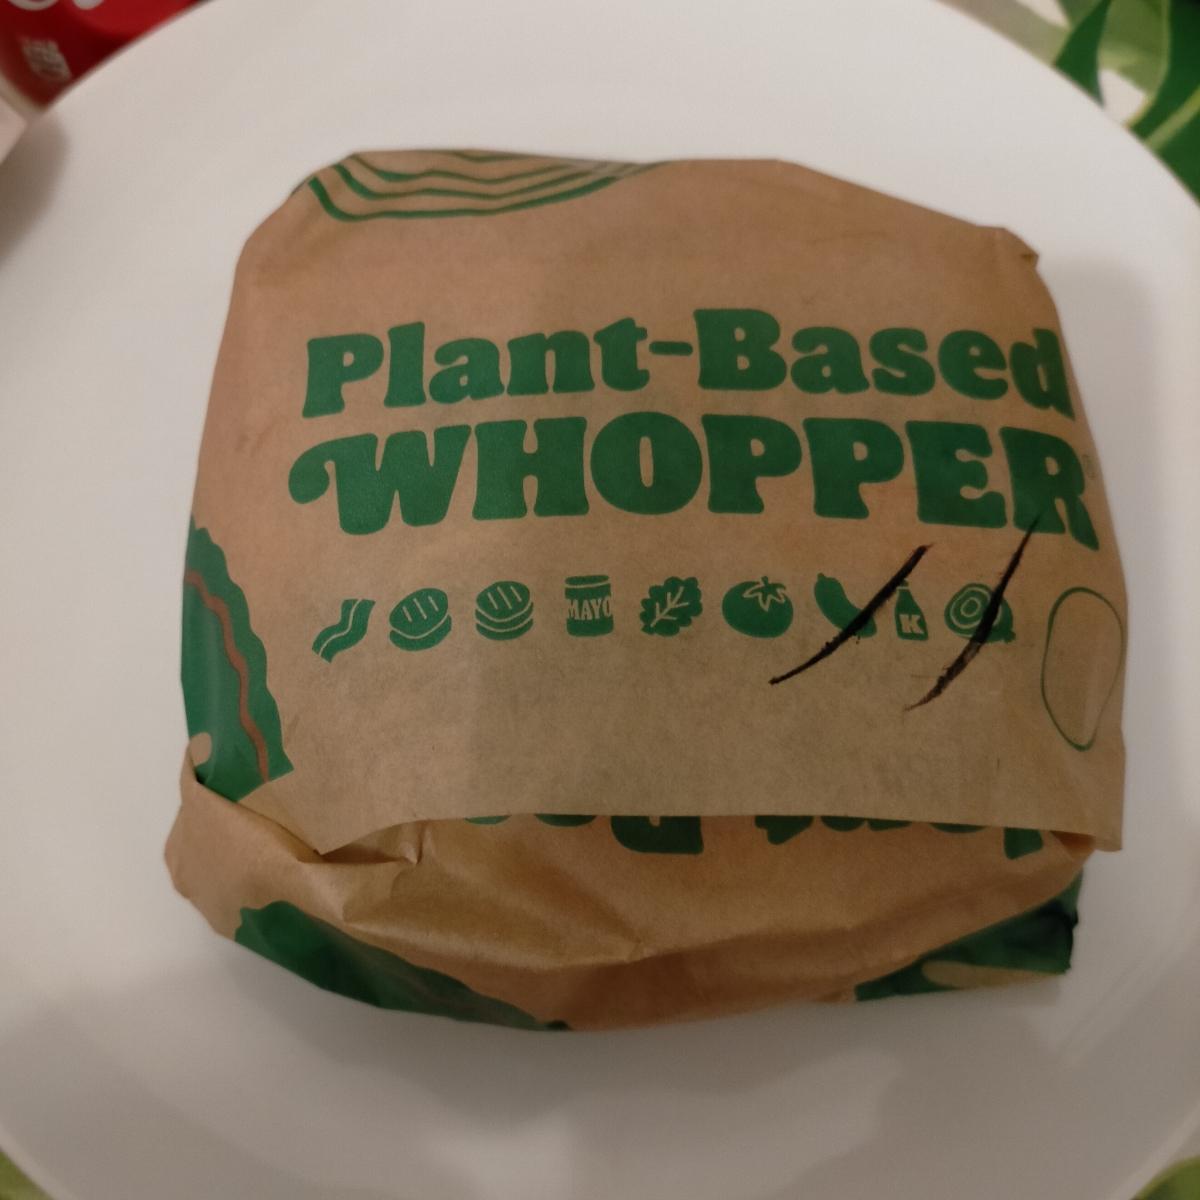 Plant-Based
WHOPPER
MAYO
K